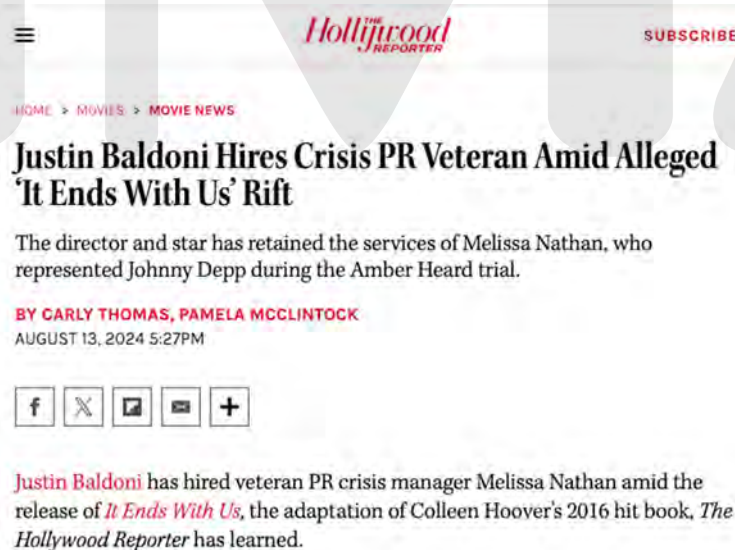 THE
Hollywood
REPORTER
SUBSCRIBE
HOME > MOVIES > MOVIE NEWS
Justin Baldoni Hires Crisis PR Veteran Amid Alleged
‘It Ends With Us’ Rift
The director and star has retained the services of Melissa Nathan, who
represented Johnny Depp during the Amber Heard trial.
BY CARLY THOMAS, PAMELA MCCLINTOCK
AUGUST 13, 2024 5:27PM
Justin Baldoni has hired veteran PR crisis manager Melissa Nathan amid the
release of It Ends With Us, the adaptation of Colleen Hoover's 2016 hit book, The
Hollywood Reporter has learned.